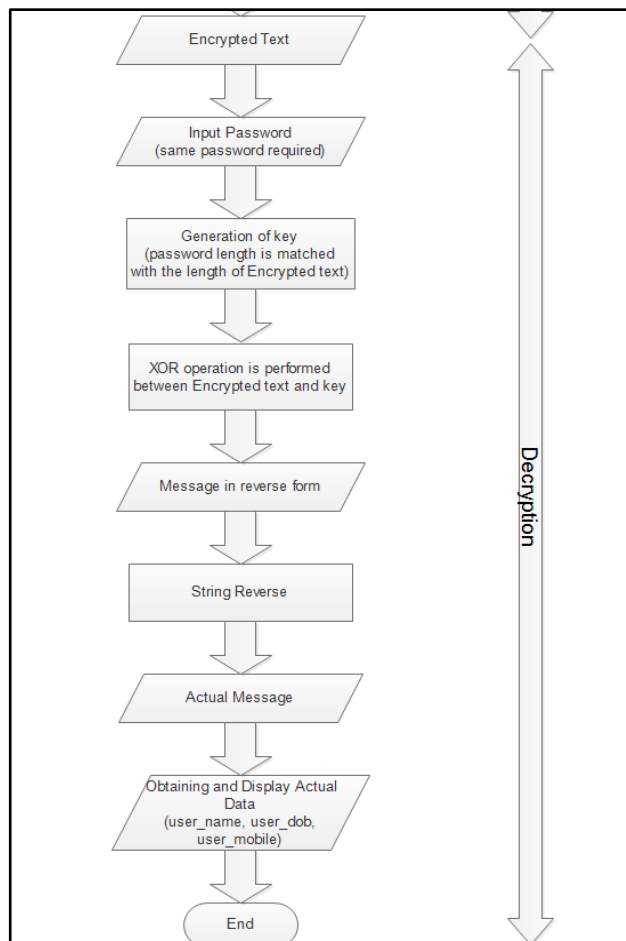 Encrypted Text
Input Password
(same password required)
Generation of key
(password length is matched
with the length of Encrypted text)
XOR operation is performed
between Encrypted text and key
Message in reverse form
String Reverse
Actual Message
Obtaining and Display Actual
Data
(user_name, user_dob,
user_mobile)
End
Decryption